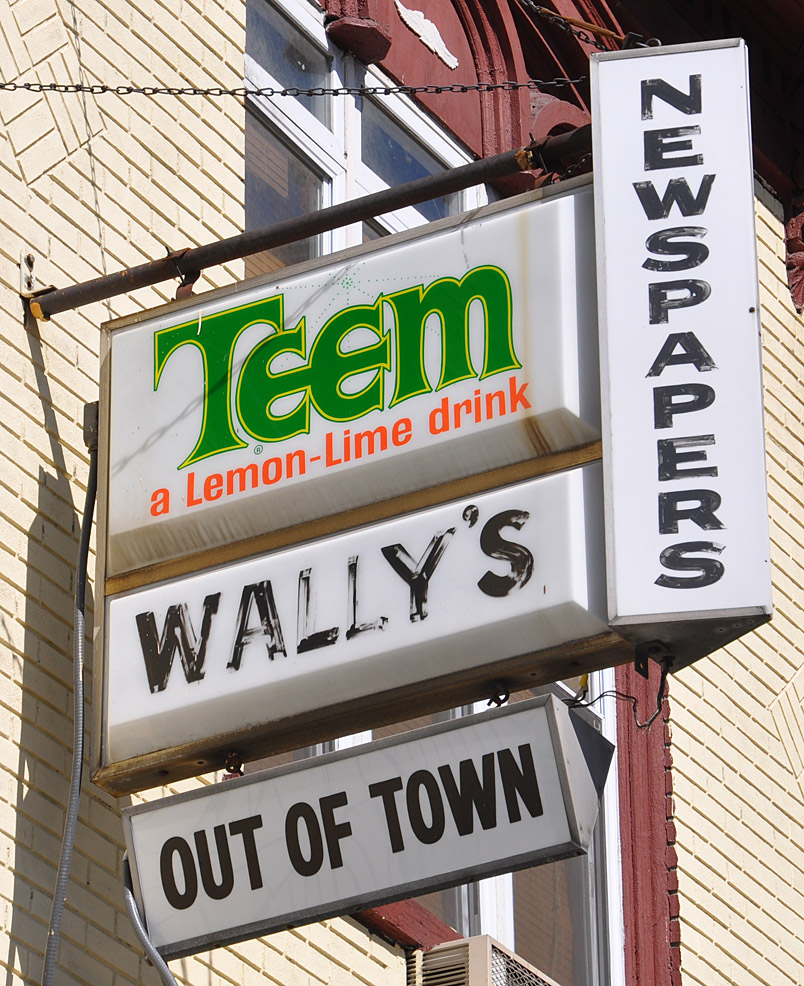 Teem®
a Lemon-Lime drink
WALLY'S
OUT OF TOWN
NEWSPAPERS